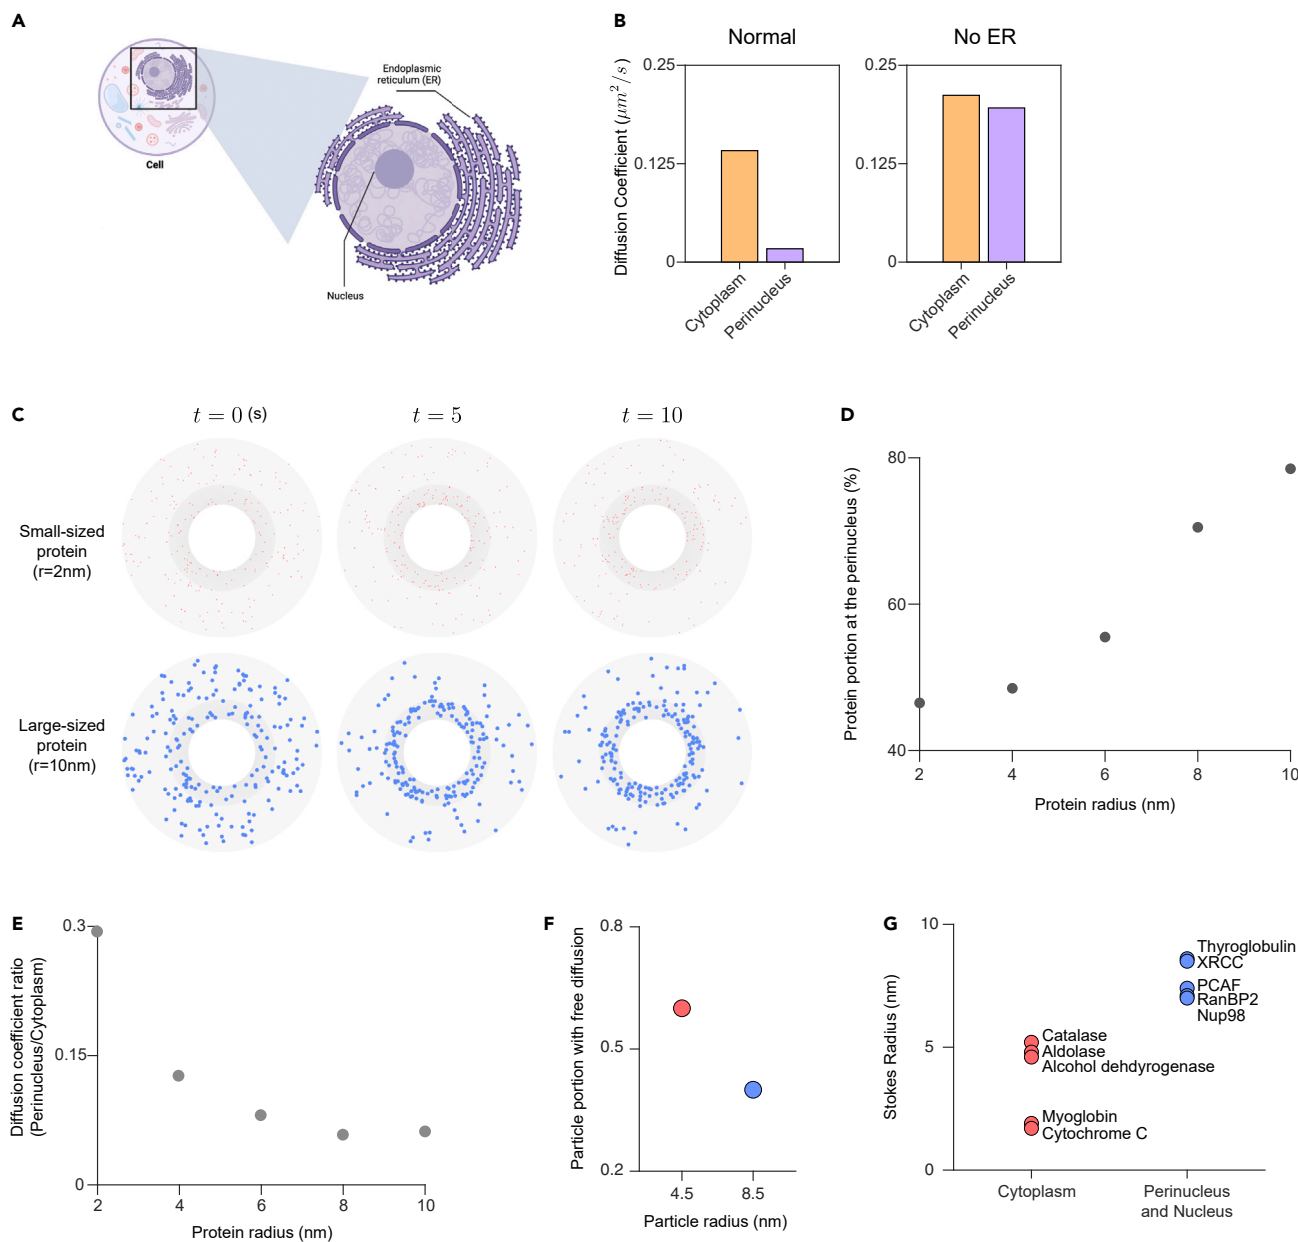 A
Endoplasmic
reticulum (ER)
Cell
Nucleus
B
Normal
No ER
Diffusion Coefficient (μm²/s)
0.25
0.125
0
Cytoplasm
Perinucleus
0.25
0.125
0
Cytoplasm
Perinucleus
C
t = 0 (s)
t = 5
t = 10
Small-sized
protein
(r=2nm)
Large-sized
protein
(r=10nm)
D
Protein portion at the perinucleus (%)
80
60
40
2
4
6
8
10
Protein radius (nm)
E
Diffusion coefficient ratio
(Perinucleus/Cytoplasm)
0.3
0.15
0
2
4
6
8
10
Protein radius (nm)
F
Particle portion with free diffusion
0.8
0.5
0.2
4.5
8.5
Particle radius (nm)
G
Stokes Radius (nm)
10
5
0
Thyroglobulin
XRCC
PCAF
RanBP2
Nup98
Catalase
Aldolase
Alcohol dehdyrogenase
Myoglobin
Cytochrome C
Cytoplasm
Perinucleus
and Nucleus